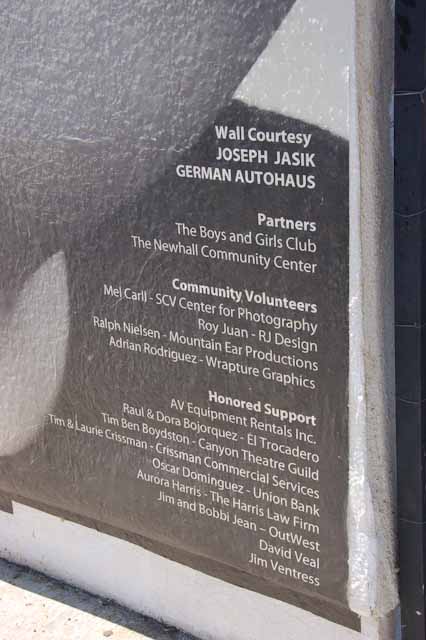 Wall Courtesy
JOSEPH JASIK
GERMAN AUTOHAUS
Partners
The Boys and Girls Club
The Newhall Community Center
Community Volunteers
Mel Carll - SCV Center for Photography
Roy Juan - RJ Design
Ralph Nielsen - Mountain Ear Productions
Adrian Rodriguez - Wrapture Graphics
Honored Support
AV Equipment Rentals Inc.
Raul & Dora Bojorquez - El Trocadero
Tim Ben Boydston - Canyon Theatre Guild
Tim & Laurie Crissman - Crissman Commercial Services
Oscar Dominguez - Union Bank
Aurora Harris - The Harris Law Firm
Jim and Bobbi Jean – OutWest
David Veal
Jim Ventress